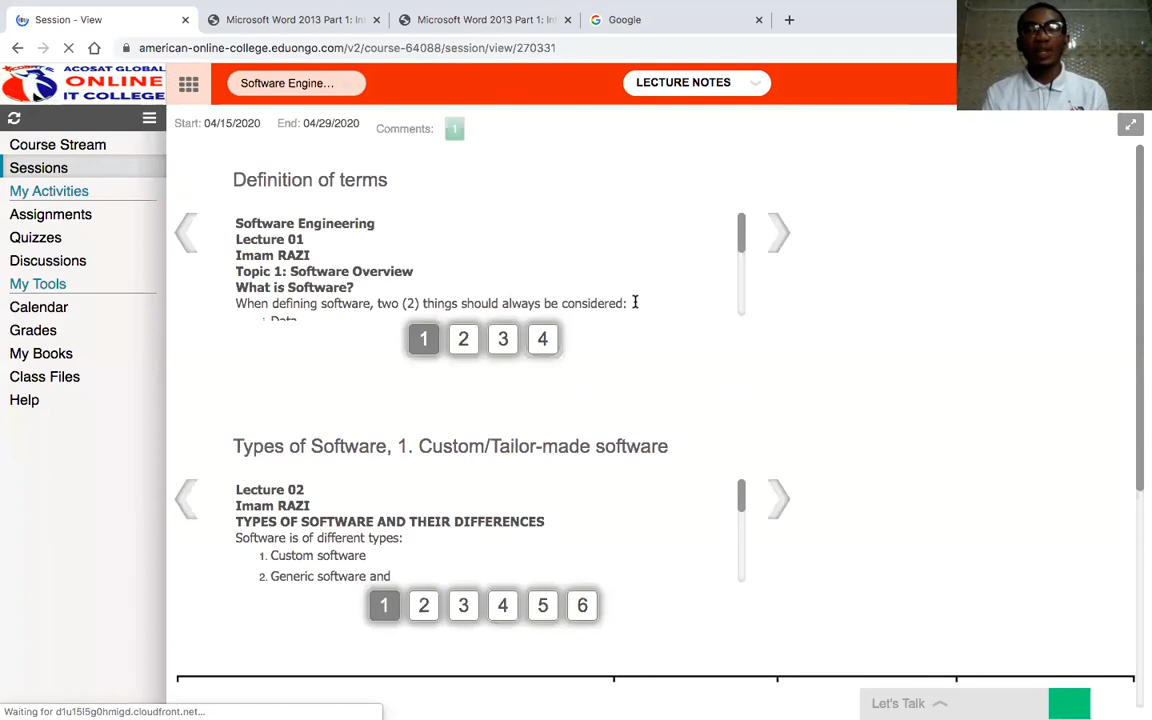 Session - View
Microsoft Word 2013 Part 1: In
Microsoft Word 2013 Part 1: In
Google
american-online-college.eduongo.com/v2/course-64088/session/view/270331
ACOSAT GLOBAL
ONLINE
IT COLLEGE
Software Engine...
LECTURE NOTES
Start: 04/15/2020
End: 04/29/2020
Comments:
1
Course Stream
Sessions
My Activities
Assignments
Quizzes
Discussions
My Tools
Calendar
Grades
My Books
Class Files
Help
Definition of terms
Software Engineering
Lecture 01
Imam RAZI
Topic 1: Software Overview
What is Software?
When defining software, two (2) things should always be considered:
i. Data
1 2 3 4
Types of Software, 1. Custom/Tailor-made software
Lecture 02
Imam RAZI
TYPES OF SOFTWARE AND THEIR DIFFERENCES
Software is of different types:
1. Custom software
2. Generic software and
1 2 3 4 5 6
Let's Talk
Waiting for d1u15l5g0hmigd.cloudfront.net...